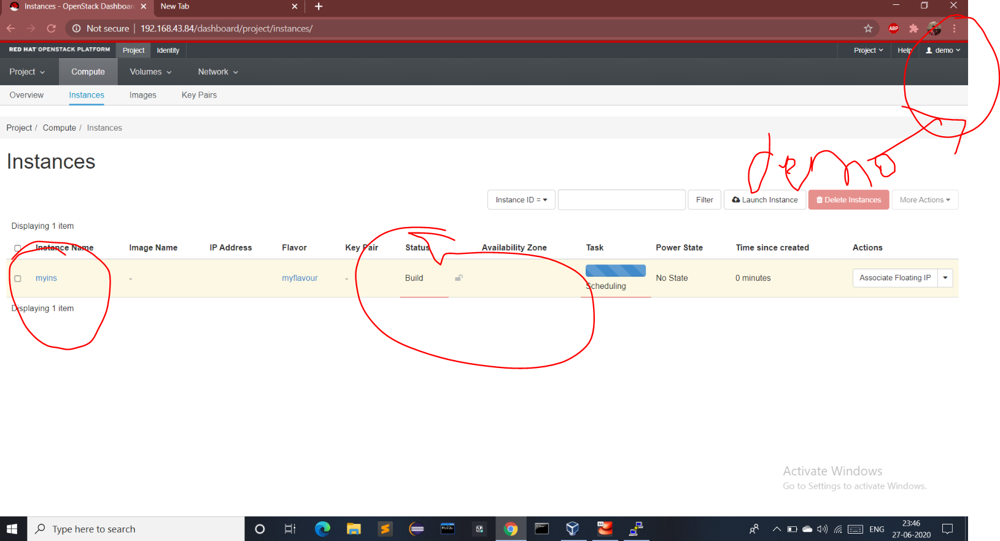 Instances - OpenStack Dashboar
New Tab
Not secure | 192.168.43.84/dashboard/project/instances/
ABP
RED HAT OPENSTACK PLATFORM Project Identity Project Help demo
Project Compute Volumes Network
Overview Instances Images Key Pairs
Project / Compute / Instances
demo
Instances
Instance ID = Filter Launch Instance Delete Instances More Actions
Displaying 1 item
Instance Name Image Name IP Address Flavor Key Pair Status Availability Zone Task Power State Time since created Actions
myins - myflavour - Build Scheduling No State 0 minutes Associate Floating IP
Displaying 1 item
Activate Windows
Go to Settings to activate Windows.
Type here to search
MySQL
64
ENG
23:46
27-06-2020